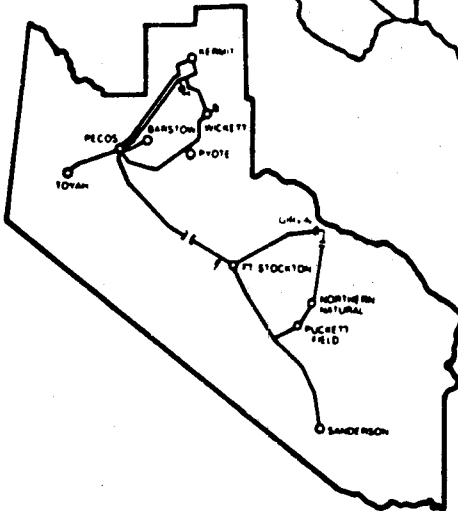 KERMIT
BARSTOW
WICKETT
PECOS
PYOTE
TOYAH
FT. STOCKTON
NORTHERN
NATURAL
PUCKETT
FIELD
SANDERSON